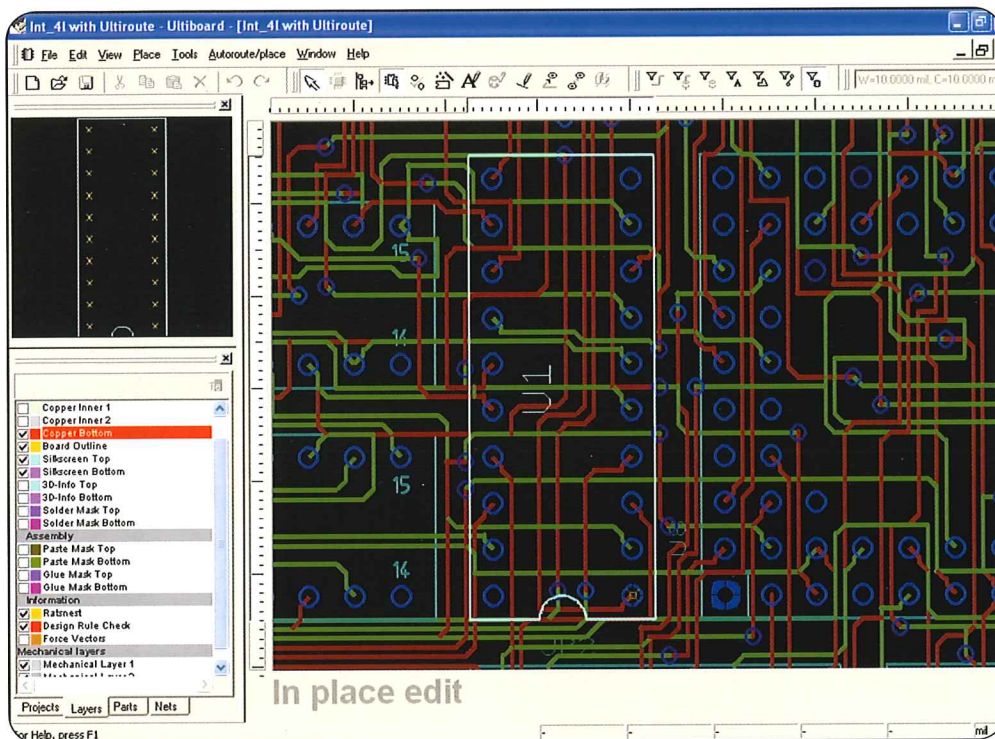 Int_4l with Ultiroute - Ultiboard - [Int_4l with Ultiroute]
File Edit View Place Tools Autoroute/place Window Help
W=10.0000 mil, C=10.0000 m
15
14
U1
15
14
Copper Inner 1
Copper Inner 2
Copper Bottom
Board Outline
Silkscreen Top
Silkscreen Bottom
3D-Info Top
3D-Info Bottom
Solder Mask Top
Solder Mask Bottom
Assembly
Paste Mask Top
Paste Mask Bottom
Glue Mask Top
Glue Mask Bottom
Information
Ratsnest
Design Rule Check
Force Vectors
Mechanical layers
Mechanical Layer 1
Projects Layers Parts Nets
In place edit
or Help, press F1
mil